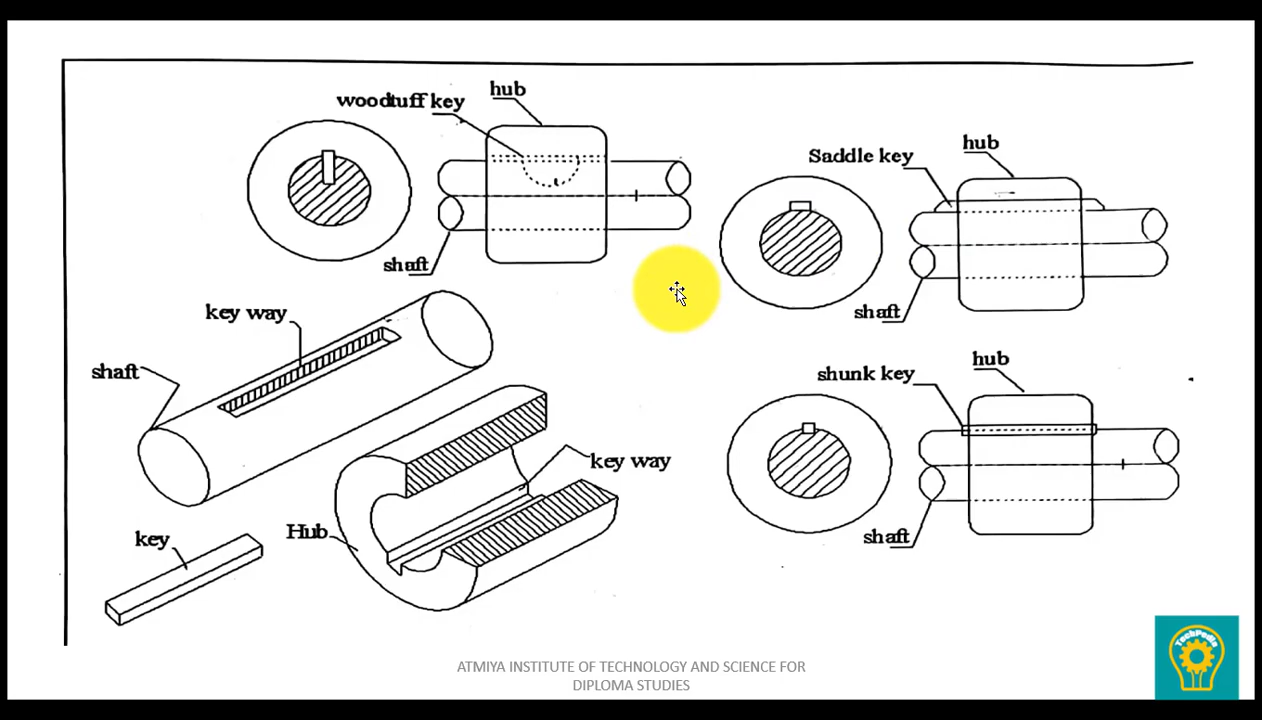 woodtuff key
hub
shaft
Saddle key
hub
shaft
key way
shaft
key way
Hub
key
shunk key
hub
shaft
ATMIYA INSTITUTE OF TECHNOLOGY AND SCIENCE FOR
DIPLOMA STUDIES
TechPedia